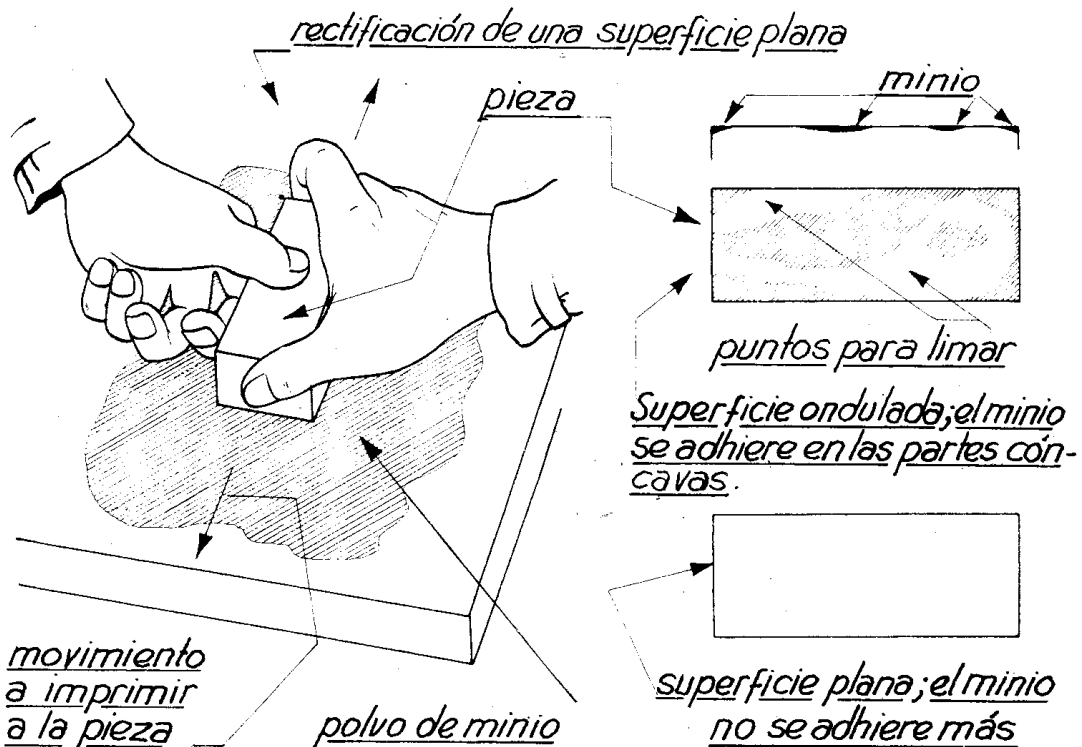 rectificación de una superficie plana
pieza
minio
puntos para limar
Superficie ondulada; el minio
se adhiere en las partes cón-
cavas.
movimiento
a imprimir
a la pieza
polvo de minio
superficie plana; el minio
no se adhiere más